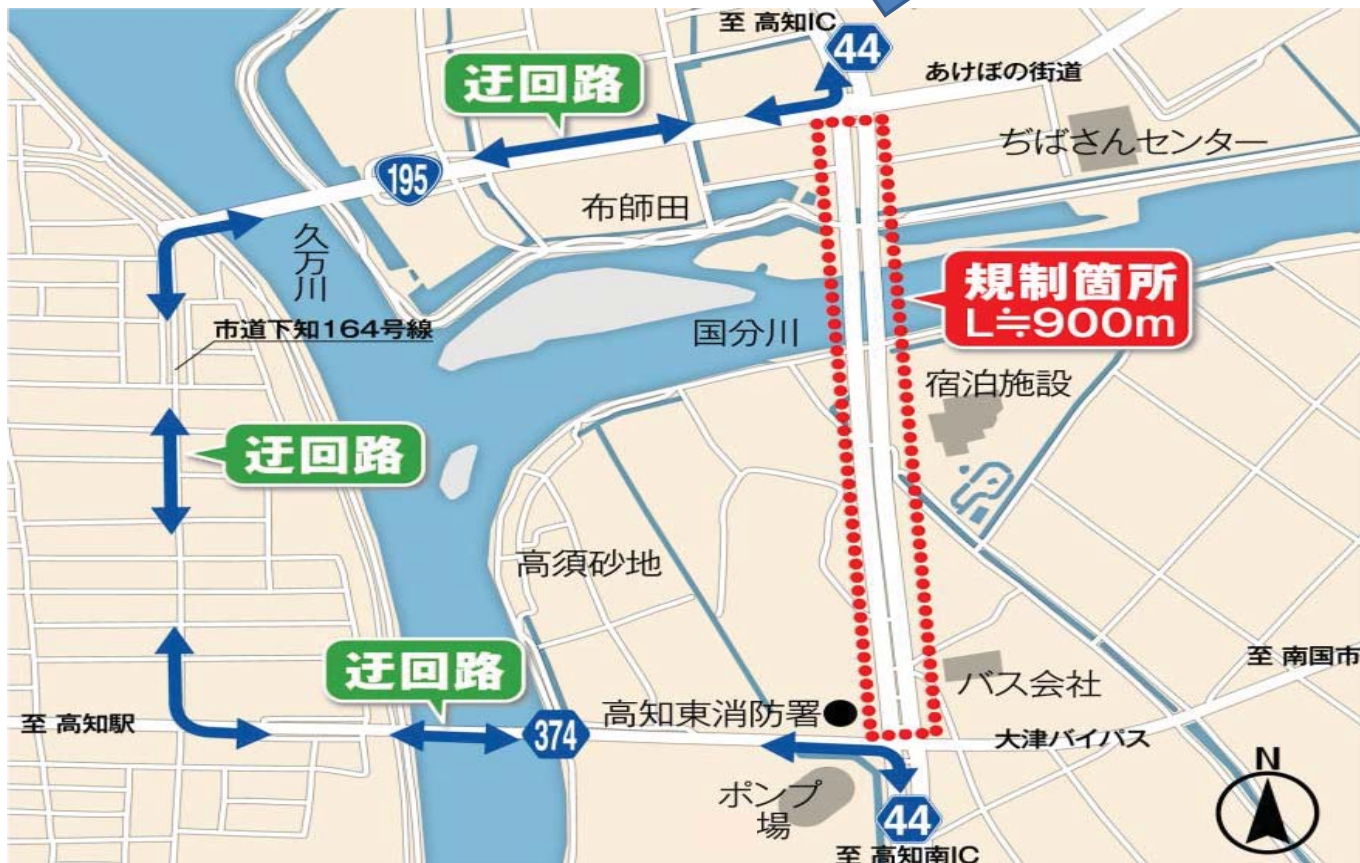 至 高知IC
44
あけぼの街道
迂回路
ぢばさんセンター
195
布師田
久万川
規制箇所
L≒900m
市道下知164号線
国分川
宿泊施設
迂回路
高須砂地
迂回路
至 南国市
バス会社
至 高知駅
高知東消防署
374
大津バイパス
N
ポンプ
場
44
至 高知南IC